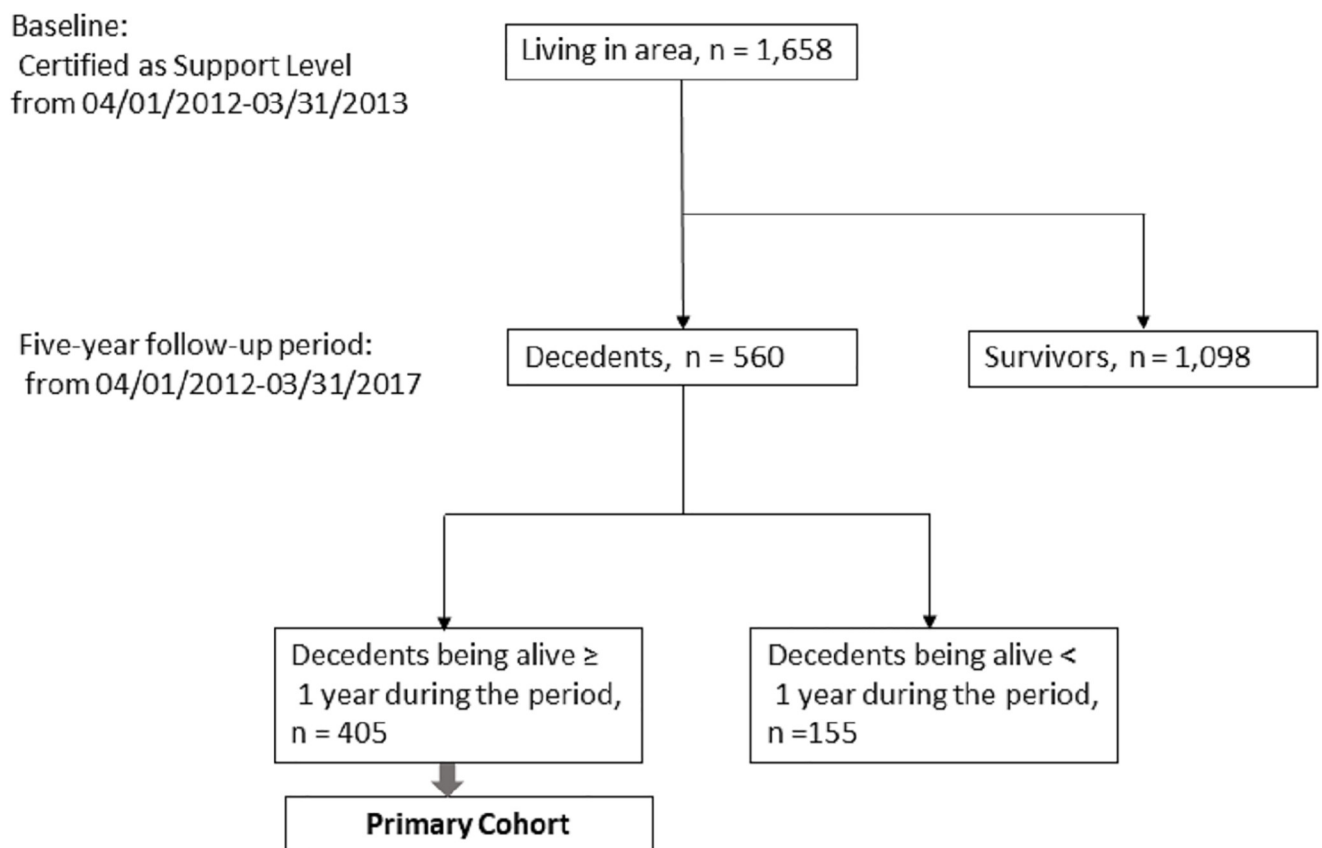 Baseline:
Certified as Support Level
from 04/01/2012-03/31/2013
Living in area, n = 1,658
Five-year follow-up period:
from 04/01/2012-03/31/2017
Decedents, n = 560
Survivors, n = 1,098
Decedents being alive ≥
1 year during the period,
n = 405
Decedents being alive <
1 year during the period,
n =155
Primary Cohort